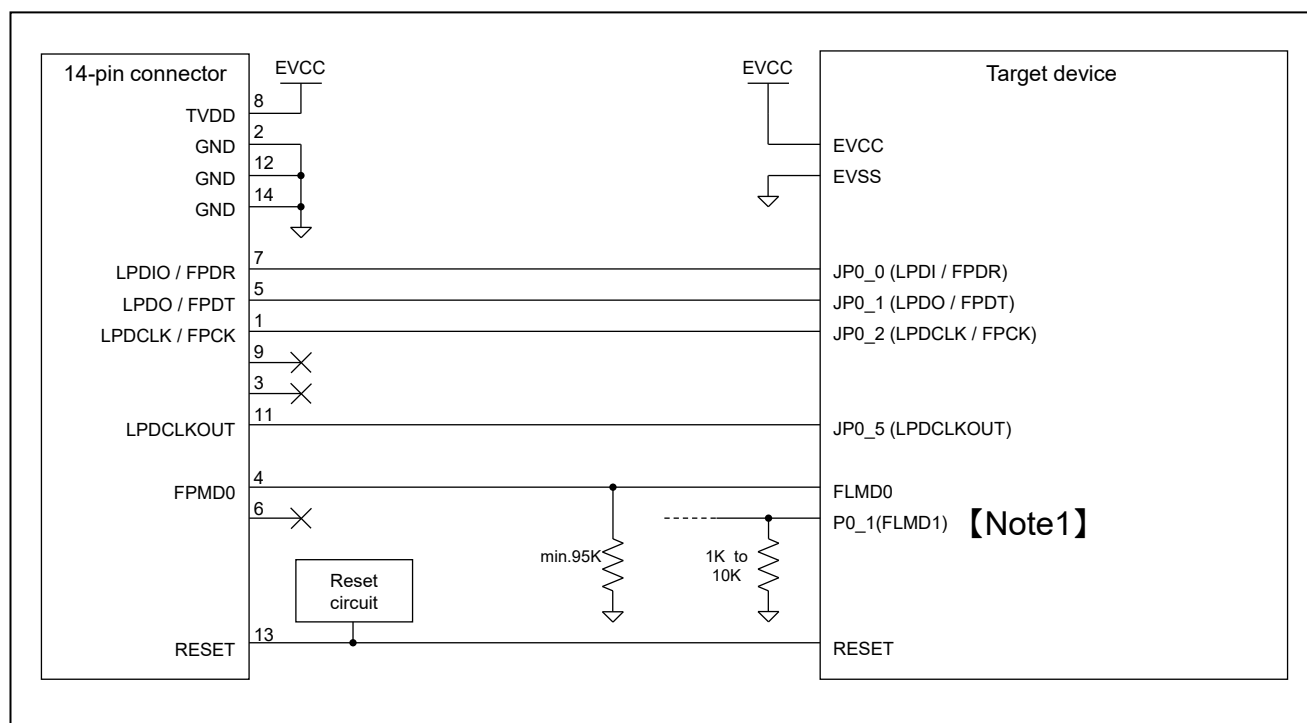 14-pin connector
EVCC
EVCC
Target device
8
TVDD
2
GND
EVCC
12
GND
EVSS
14
GND
7
LPDIO / FPDR
JP0_0 (LPDI / FPDR)
5
LPDO / FPDT
JP0_1 (LPDO / FPDT)
1
LPDCLK / FPCK
JP0_2 (LPDCLK / FPCK)
9
3
11
LPDCLKOUT
JP0_5 (LPDCLKOUT)
4
FPMD0
FLMD0
6
P0_1(FLMD1) 【Note1】
min.95K
1K to
10K
Reset
circuit
13
RESET
RESET